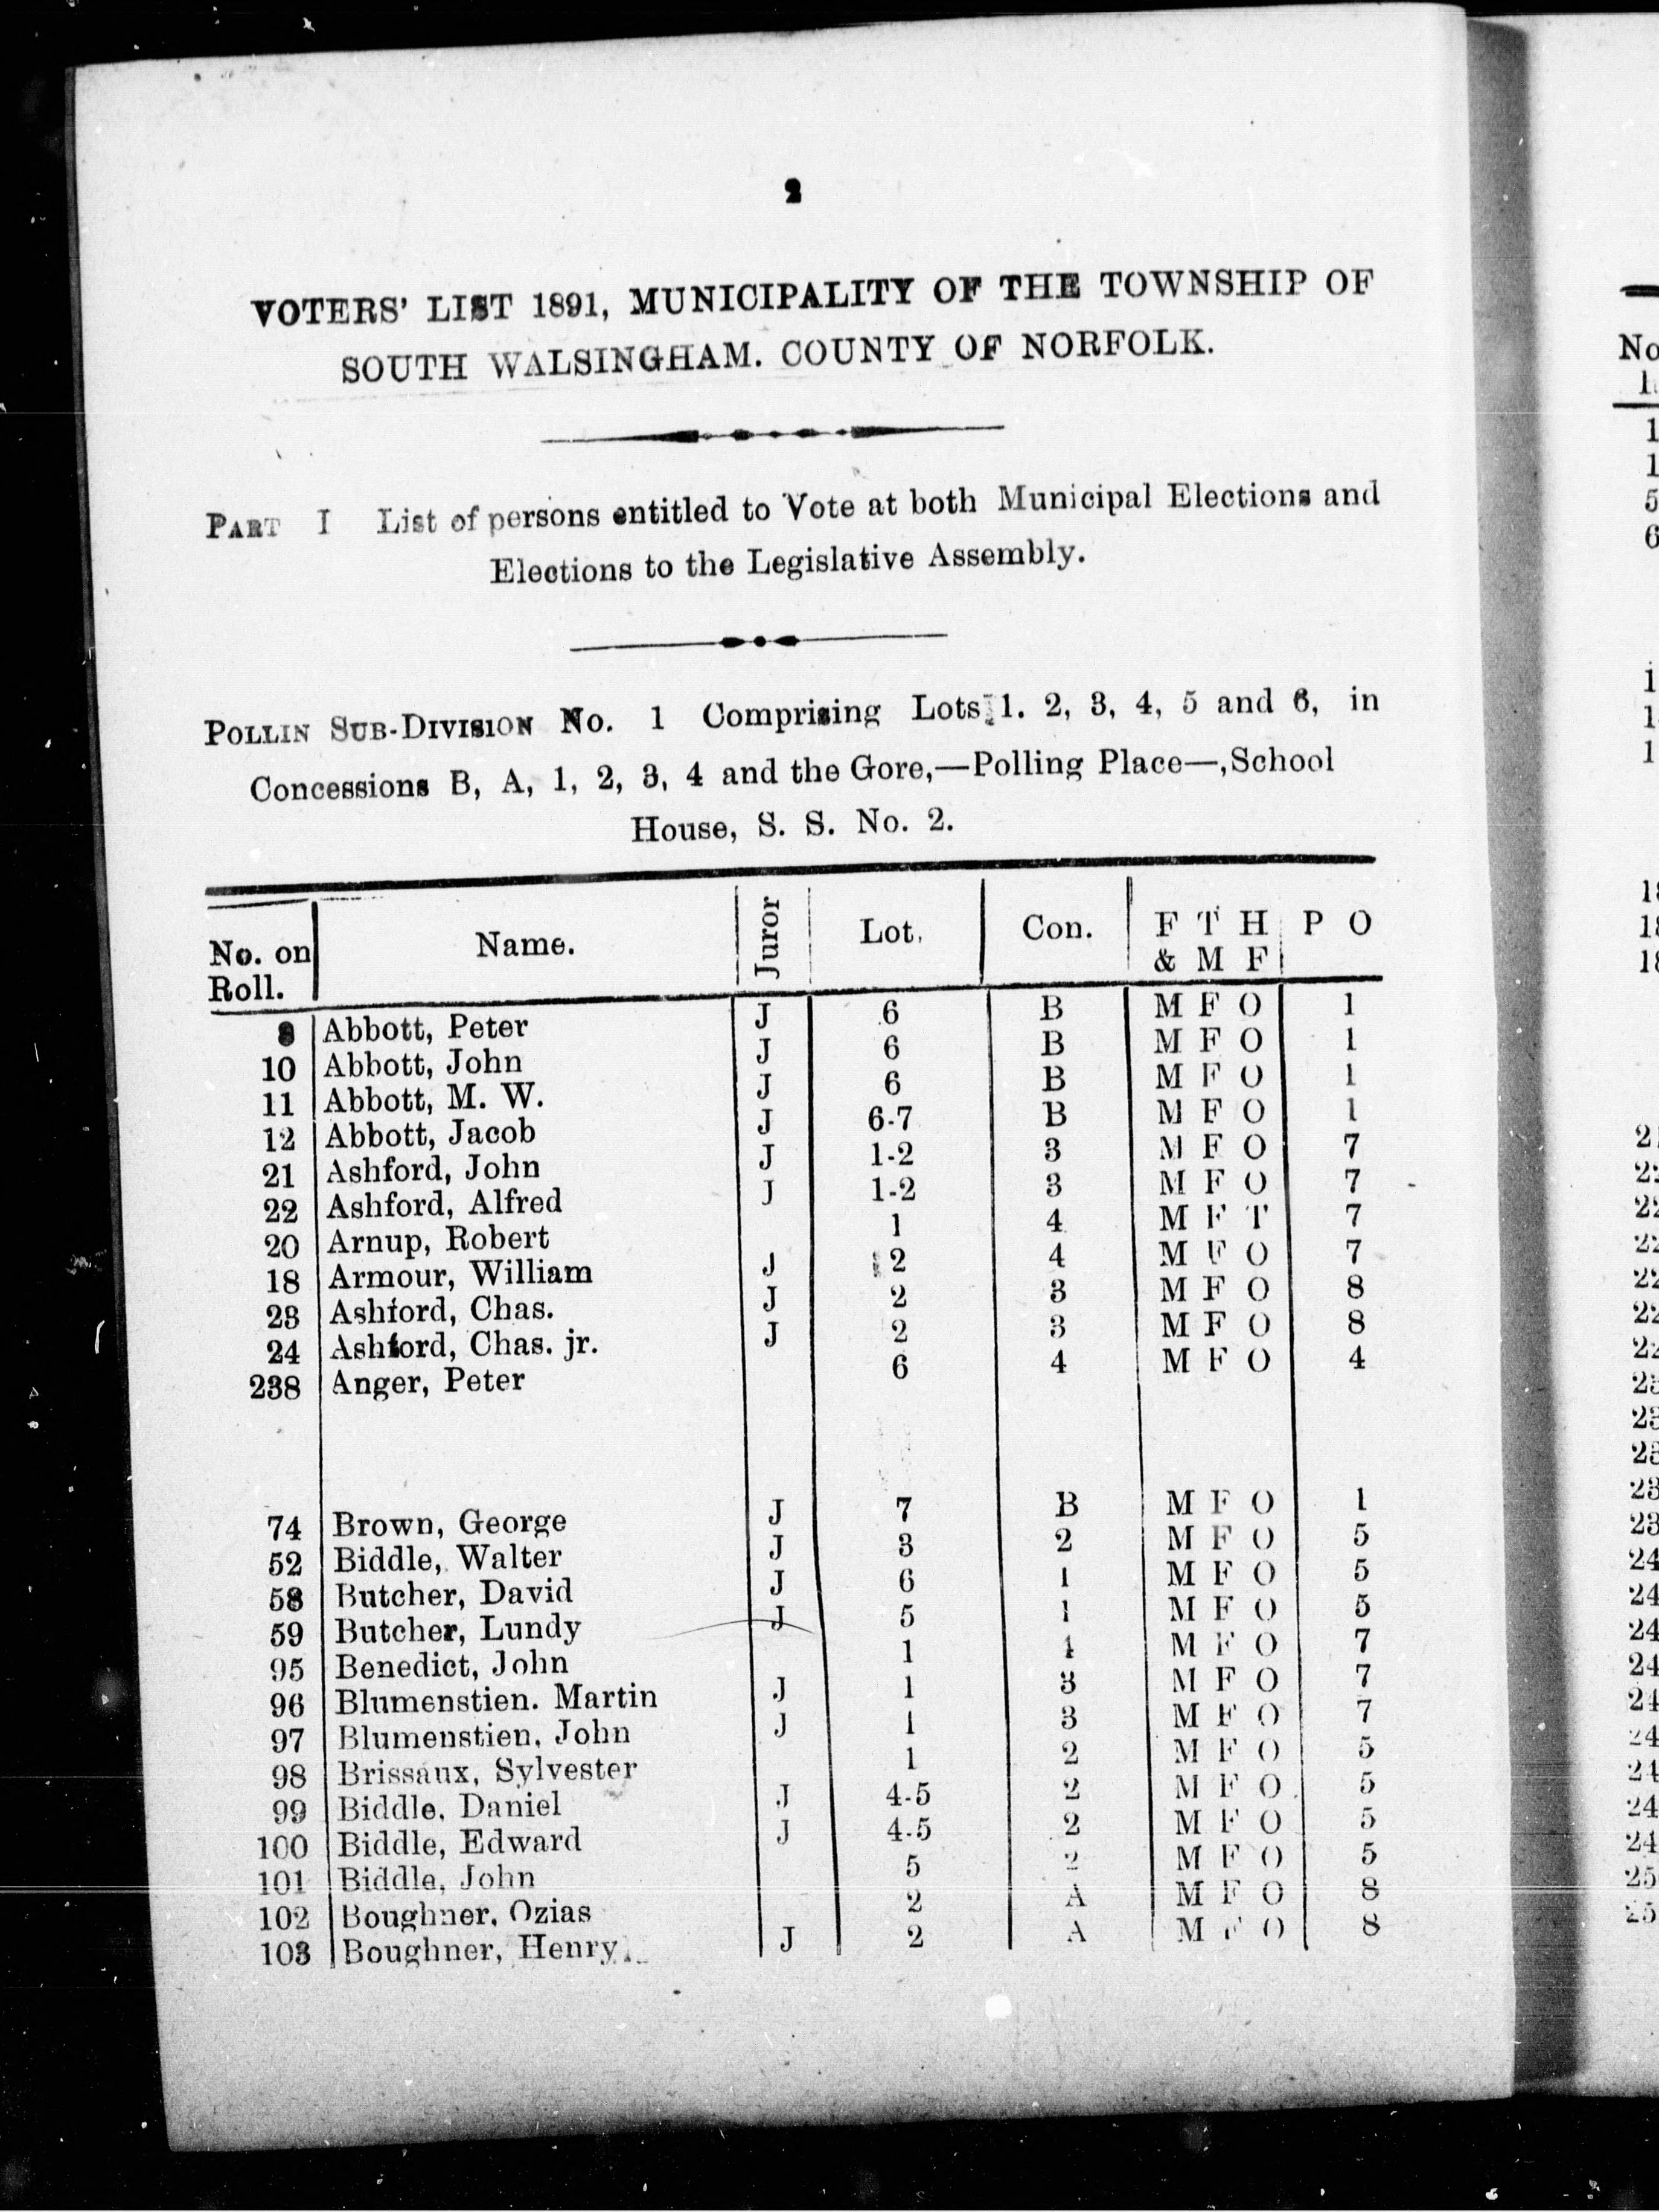 2
VOTERS' LIST 1891, MUNICIPALITY OF THE TOWNSHIP OF
SOUTH WALSINGHAM. COUNTY OF NORFOLK.
PART I List of persons entitled to Vote at both Municipal Elections and
Elections to the Legislative Assembly.
POLLIN SUB-DIVISION No. 1 Comprising Lots 1. 2, 3, 4, 5 and 6, in
Concessions B, A, 1, 2, 3, 4 and the Gore,—Polling Place—,School
House, S. S. No. 2.
No. on Roll. Name. Juror Lot. Con. F T H & M F P O
Abbott, Peter J 6 B M F O 1
10 Abbott, John J 6 B M F O 1
11 Abbott, M. W. J 6 B M F O 1
12 Abbott, Jacob J 6-7 B M F O 1
21 Ashford, John J 1-2 3 M F O 7
22 Ashford, Alfred J 1-2 3 M F O 7
20 Arnup, Robert 1 4 M F T 7
18 Armour, William J 2 4 M F O 7
23 Ashford, Chas. J 2 3 M F O 8
24 Ashford, Chas. jr. J 2 3 M F O 8
238 Anger, Peter 6 4 M F O 4
74 Brown, George J 7 B M F O 1
52 Biddle, Walter J 3 2 M F O 5
58 Butcher, David J 6 1 M F O 5
59 Butcher, Lundy J 5 1 M F O 5
95 Benedict, John 1 4 M F O 7
96 Blumenstien. Martin J 1 3 M F O 7
97 Blumenstien, John J 1 3 M F O 7
98 Brissaux, Sylvester 1 2 M F O 5
99 Biddle, Daniel J 4-5 2 M F O 5
100 Biddle, Edward J 4-5 2 M F O 5
101 Biddle, John 5 2 M F O 5
102 Boughner, Ozias 2 A M F O 8
103 Boughner, Henry. J 2 A M F O 8